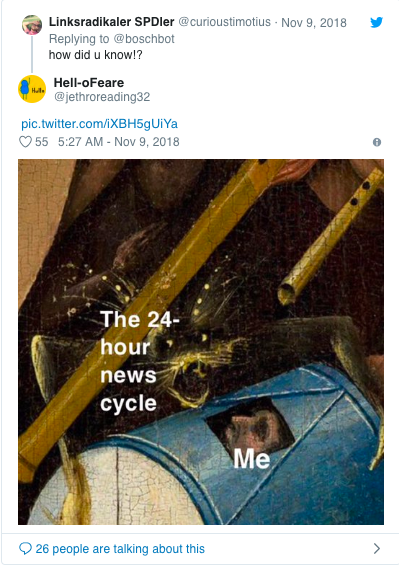 Linksradikaler SPDler @curioustimotius · Nov 9, 2018
Replying to @boschbot
how did u know!?
Hello
Hell-oFeare
@jethroreading32
pic.twitter.com/iXBH5gUiYa
55 5:27 AM - Nov 9, 2018
The 24-
hour
news
cycle
Me
26 people are talking about this